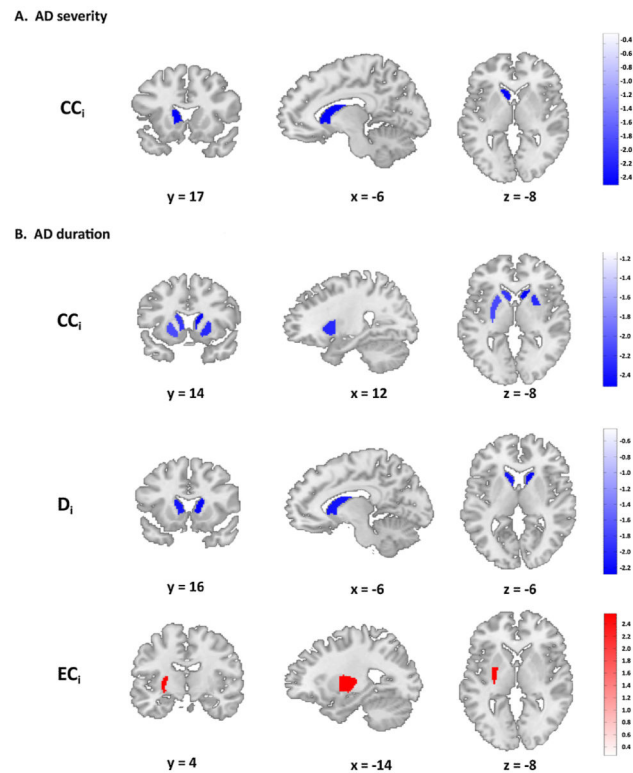 A. AD severity
CCi
y = 17
x = -6
z = -8
-0.4
-0.6
-0.8
-1.0
-1.2
-1.4
-1.6
-1.8
-2.0
-2.2
-2.4
B. AD duration
CCi
y = 14
x = 12
z = -8
-1.2
-1.4
-1.6
-1.8
-2.0
-2.2
-2.4
Di
y = 16
x = -6
z = -6
-0.4
-0.6
-0.8
-1.0
-1.2
-1.4
-1.6
-1.8
-2.0
-2.2
ECi
y = 4
x = -14
z = -8
2.4
2.2
2.0
1.8
1.6
1.4
1.2
1.0
0.8
0.6
0.4